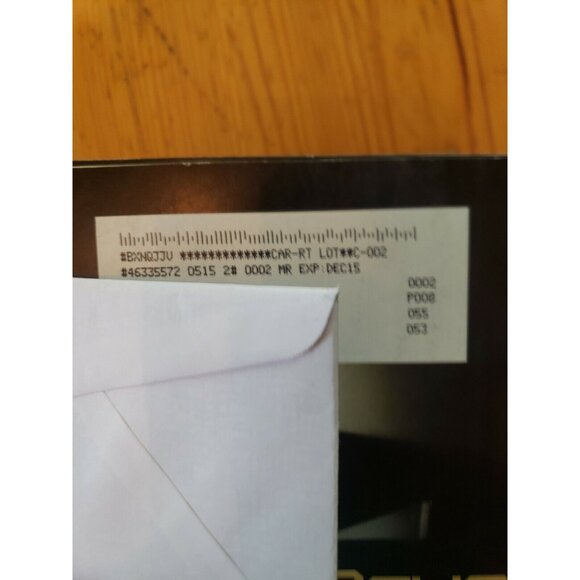 #BXNQJJV *************CAR-RT LOT**C-002
#46335572 0515 2# 0002 MR EXP:DEC15
0002
P008
055
053